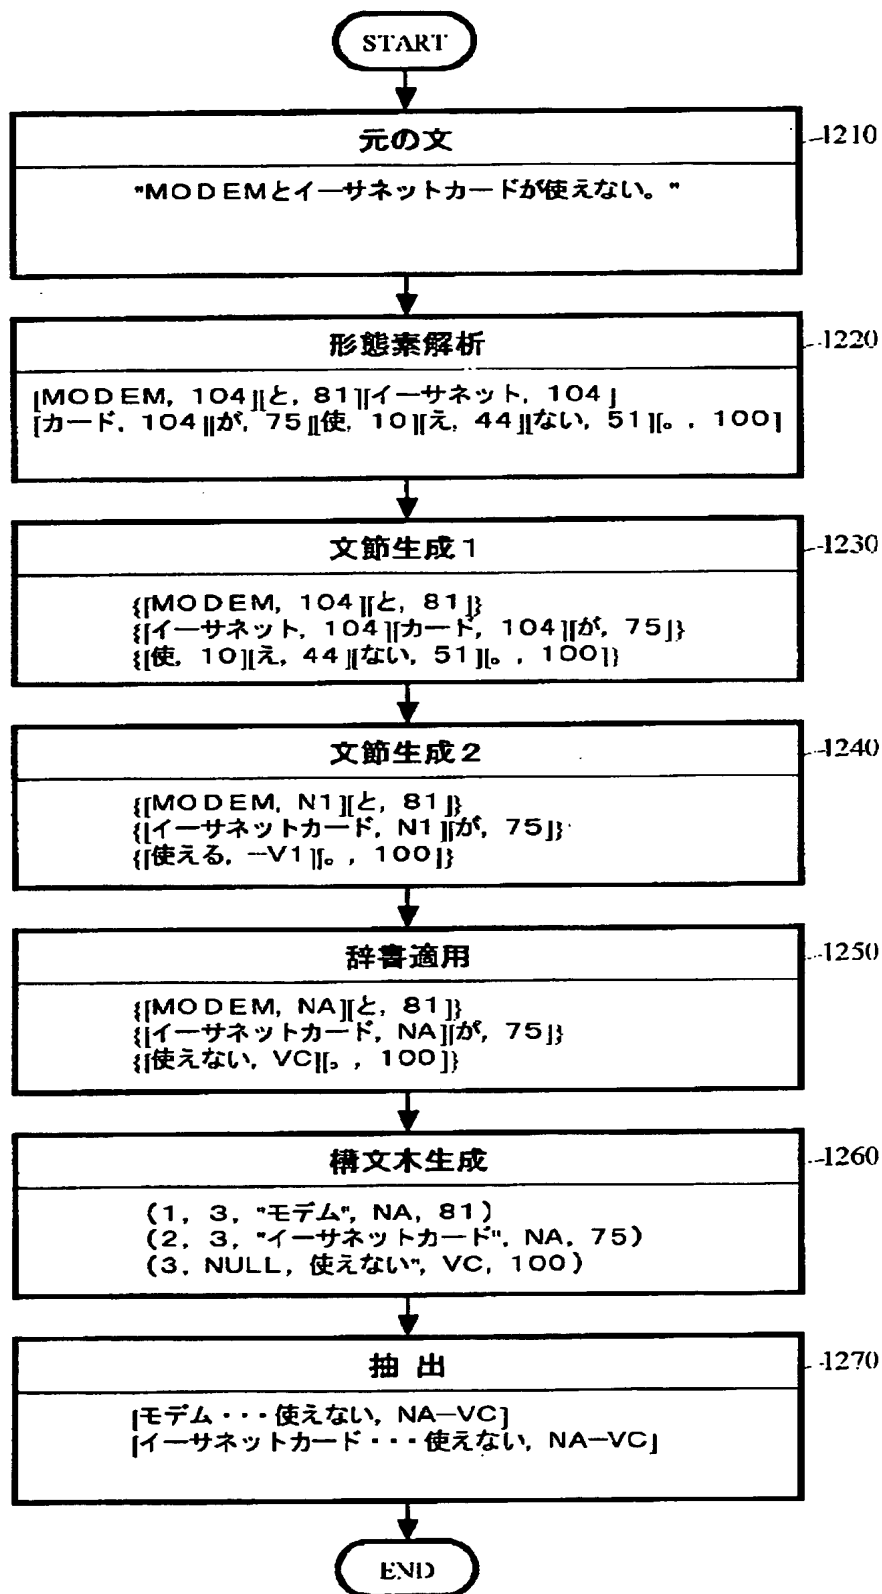 START
元の文
1210
"MODEMとイーサネットカードが使えない。"
形態素解析
1220
[MODEM, 104][と, 81][イーサネット, 104]
[カード, 104][が, 75][使, 10][え, 44][ない, 51][。, 100]
文節生成1
1230
{[MODEM, 104][と, 81]}
{[イーサネット, 104][カード, 104][が, 75]}
{[使, 10][え, 44][ない, 51][。, 100]}
文節生成2
1240
{[MODEM, N1][と, 81]}
{[イーサネットカード, N1][が, 75]}
{[使える, −V1][。, 100]}
辞書適用
1250
{[MODEM, NA][と, 81]}
{[イーサネットカード, NA][が, 75]}
{[使えない, VC][。, 100]}
構文木生成
1260
(1, 3, "モデム", NA, 81)
(2, 3, "イーサネットカード", NA, 75)
(3, NULL, 使えない", VC, 100)
抽出
1270
[モデム・・・使えない, NA−VC]
[イーサネットカード・・・使えない, NA−VC]
END